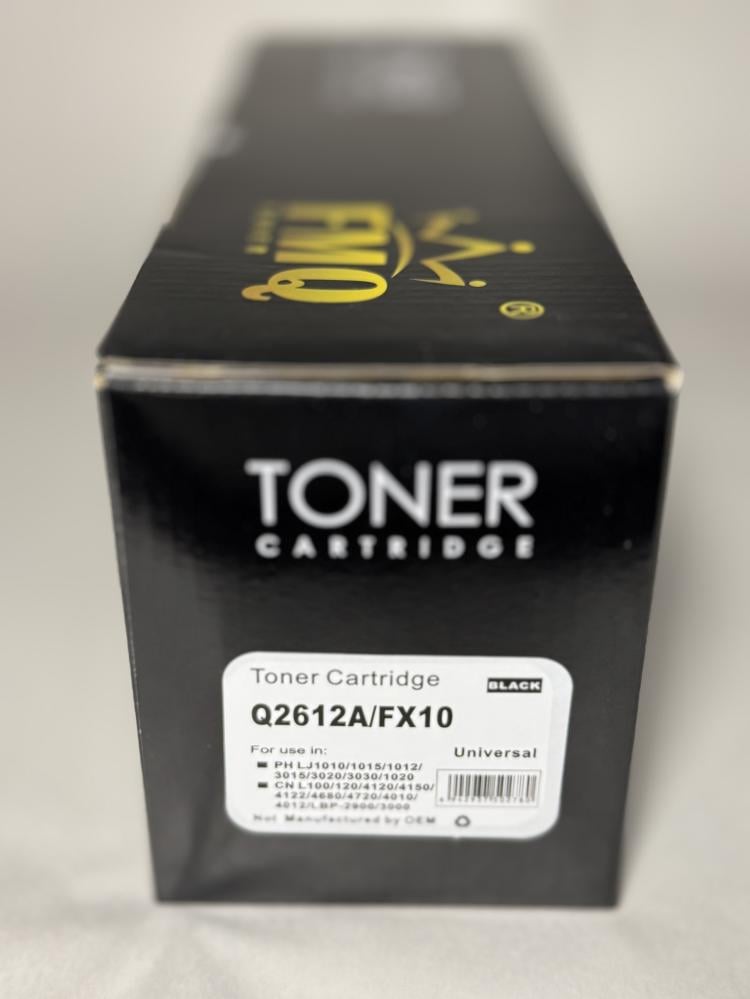 FMQ
®
TONER
CARTRIDGE
Toner Cartridge
BLACK
Q2612A/FX10
For use in:
Universal
PH LJ1010/1015/1012/
3015/3020/3030/1020
CN L100/120/4120/4150/
4122/4680/4720/4010/
4012/LBP-2900/3000
Not Manufactured by OEM